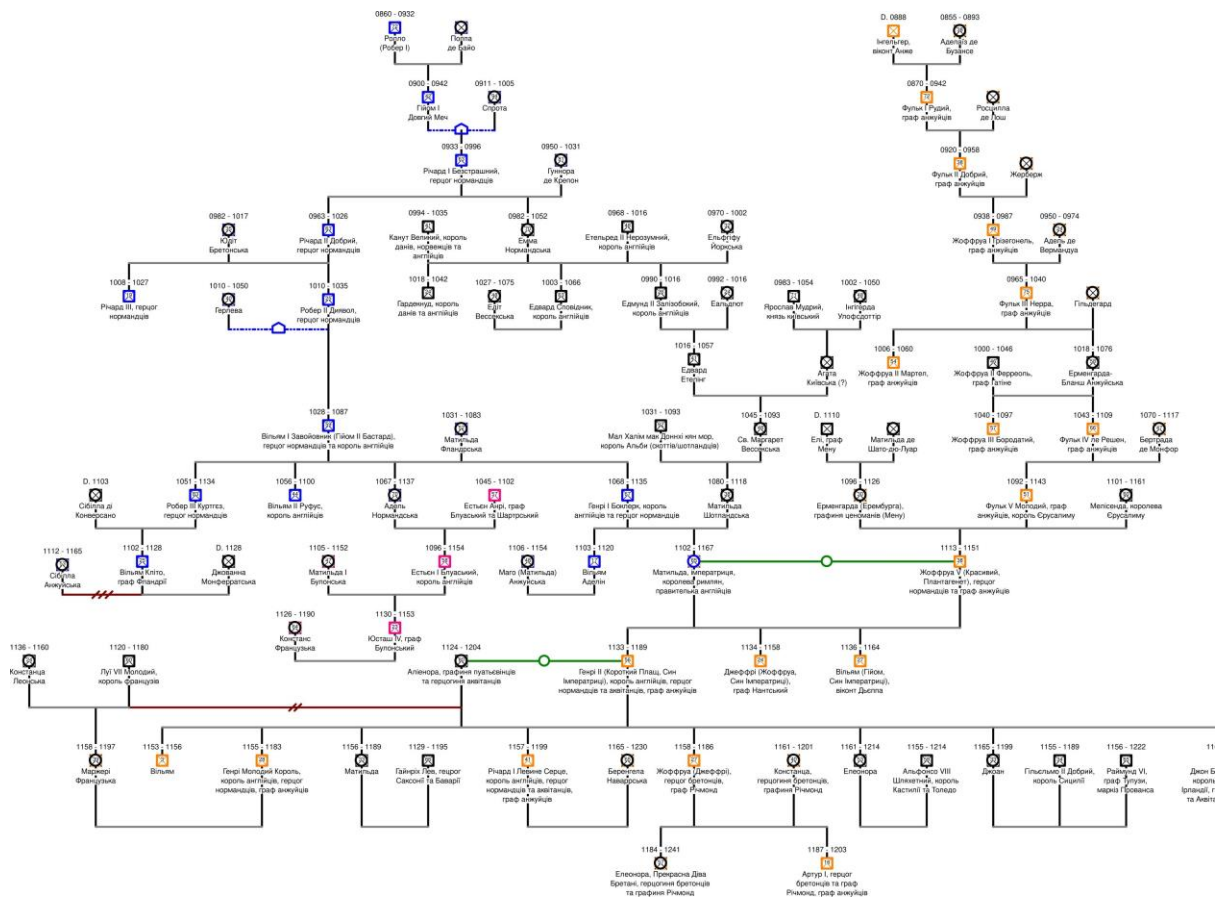 0860 - 0932
Ролло
(Робер I)
Поппа
де Байо
D. 0888
Інгельгер,
віконт Анже
0855 - 0893
Аделаїз де
Бузансе
0900 - 0942
Гійом I
Довгий Меч
0911 - 1005
Спрота
0870 - 0942
Фульк I Рудий,
граф анжуйців
Росцилла
де Лош
0933 - 0996
Річард I Безстрашний,
герцог нормандців
0950 - 1031
Гуннора
де Крепон
0920 - 0958
Фульк II Добрий,
граф анжуйців
Жерберж
0982 - 1017
Юдіт
Бретонська
0963 - 1026
Річард II Добрий,
герцог нормандців
0994 - 1035
Канут Великий, король
данів, норвежців та
англійців
0982 - 1052
Емма
Нормандська
0968 - 1016
Етельред II Нерозумний,
король англійців
0970 - 1002
Ельфгіфу
Йоркська
0938 - 0987
Жоффруа I Грізегонель,
граф анжуйців
0950 - 0974
Адель де
Вермандуа
1008 - 1027
Річард III, герцог
нормандців
1010 - 1050
Герлева
1010 - 1035
Робер II Диявол,
герцог нормандців
1018 - 1042
Гардекнуд, король
данів та англійців
1027 - 1075
Едіт
Вессекська
1003 - 1066
Едвард Сповідник,
король англійців
0990 - 1016
Едмунд II Залізобокий,
король англійців
0992 - 1016
Еальдґют
0983 - 1054
Ярослав Мудрий,
князь київський
1002 - 1050
Інгігерда
Улофсдоттір
0965 - 1040
Фульк III Нерра,
граф анжуйців
Гільдегард
1016 - 1057
Едвард
Етелінг
Агата
Київська (?)
1006 - 1060
Жоффруа II Мартел,
граф анжуйців
1000 - 1046
Жоффруа II Ферреоль,
граф Гатіне
1018 - 1076
Ерменгарда-
Бланш Анжуйська
1028 - 1087
Вільям I Завойовник (Гійом II Бастард),
герцог нормандців та король англійців
1031 - 1083
Матильда
Фландрська
1031 - 1093
Мал Халім мак Доннхі кян мор,
король Альби (скоттів/шотландців)
1045 - 1093
Св. Маргарет
Вессекська
D. 1110
Елі, граф
Мену
Матильда де
Шато-дю-Луар
1040 - 1097
Жоффруа III Бородатий,
граф анжуйців
1043 - 1109
Фульк IV ле Решен,
граф анжуйців
1070 - 1117
Бертрада
де Монфор
D. 1103
Сібілла ді
Конверсано
1051 - 1134
Робер III Куртгєз,
герцог нормандців
1056 - 1100
Вільям II Руфус,
король англійців
1067 - 1137
Адель
Нормандська
1045 - 1102
Естьєн Анрі, граф
Блуаський та Шартрський
1068 - 1135
Генрі I Боклерк, король
англійців та герцог нормандців
1080 - 1118
Матильда
Шотландська
1096 - 1126
Ерменгарда (Ерембурга),
графиня ценоманів (Мену)
1092 - 1143
Фульк V Молодий, граф
анжуйців, король Єрусалиму
1101 - 1161
Мелісенда, королева
Єрусалиму
1112 - 1165
Сібілла
Анжуйська
1102 - 1128
Вільям Кліто,
граф Фландрії
D. 1128
Джованна
Монферратська
1105 - 1152
Матильда I
Булонська
1096 - 1154
Естьєн I Блуаський,
король англійців
1106 - 1154
Маго (Матильда)
Анжуйська
1103 - 1120
Вільям
Аделін
1102 - 1167
Матильда, імператриця,
королева римлян,
правителька англійців
1113 - 1151
Жоффруа V (Красивий,
Плантагенет), герцог
нормандців та граф анжуйців
1126 - 1190
Констанс
Французька
1130 - 1153
Юсташ IV, граф
Булонський
1136 - 1160
Констанца
Леонська
1120 - 1180
Луї VII Молодий,
король французів
1124 - 1204
Аліенора, графиня пуатьєвінців
та герцогиня аквітанців
1133 - 1189
Генрі II (Короткий Плащ, Син
Імператриці), король англійців, герцог
нормандців та аквітанців, граф анжуйців
1134 - 1158
Джеффрі (Жоффруа,
Син Імператриці),
граф Нантський
1136 - 1164
Вільям (Гійом,
Син Імператриці),
віконт Дьєппа
1158 - 1197
Маржері
Французька
1153 - 1156
Вільям
1155 - 1183
Генрі Молодий Король,
король англійців, герцог
нормандців, граф анжуйців
1156 - 1189
Матильда
1129 - 1195
Гайнріх Лев, гецрог
Саксонії та Баварії
1157 - 1199
Річард I Левине Серце,
король англійців, герцог
нормандців та аквітанців,
граф анжуйців
1165 - 1230
Беренгела
Наваррська
1158 - 1186
Жоффруа (Джеффрі),
герцог бретонців,
граф Річмонд
1161 - 1201
Констанца,
герцогиня бретонців,
графиня Річмонд
1161 - 1214
Елеонора
1155 - 1214
Альфонсо VIII
Шляхетний, король
Кастилії та Толедо
1165 - 1199
Джоан
1155 - 1189
Гільєльмо II Добрий,
король Сицилії
1156 - 1222
Раймунд VI,
граф Тулузи,
маркіз Прованса
Джон Б
корол
Ірландії, г
та Аквіта
1184 - 1241
Елеонора, Прекрасна Діва
Бретані, герцогиня бретонців
та графиня Річмонд
1187 - 1203
Артур I, герцог
бретонців та граф
Річмонд, граф анжуйців